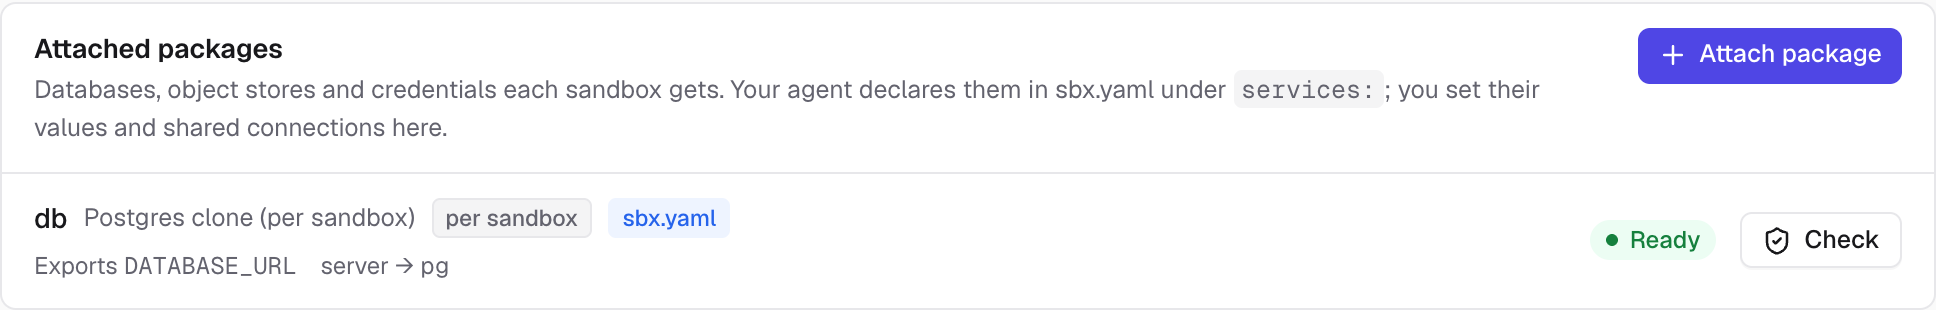 Attached packages
+ Attach package
Databases, object stores and credentials each sandbox gets. Your agent declares them in sbx.yaml under services: ; you set their
values and shared connections here.
db Postgres clone (per sandbox) per sandbox sbx.yaml
Ready Check
Exports DATABASE_URL server → pg